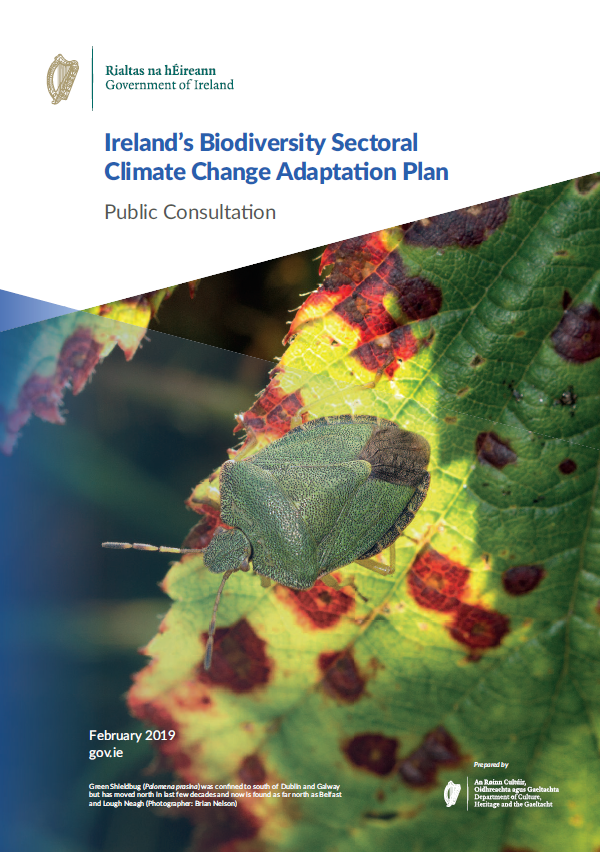 Rialtas na hÉireann
Government of Ireland
Ireland's Biodiversity Sectoral
Climate Change Adaptation Plan
Public Consultation
February 2019
gov.ie
Green Shieldbug (Palomena prasina) was confined to south of Dublin and Galway
but has moved north in last few decades and now is found as far north as Belfast
and Lough Neagh (Photographer: Brian Nelson)
Prepared by
An Roinn Cultúir,
Oidhreachta agus Gaeltachta
Department of Culture,
Heritage and the Gaeltacht